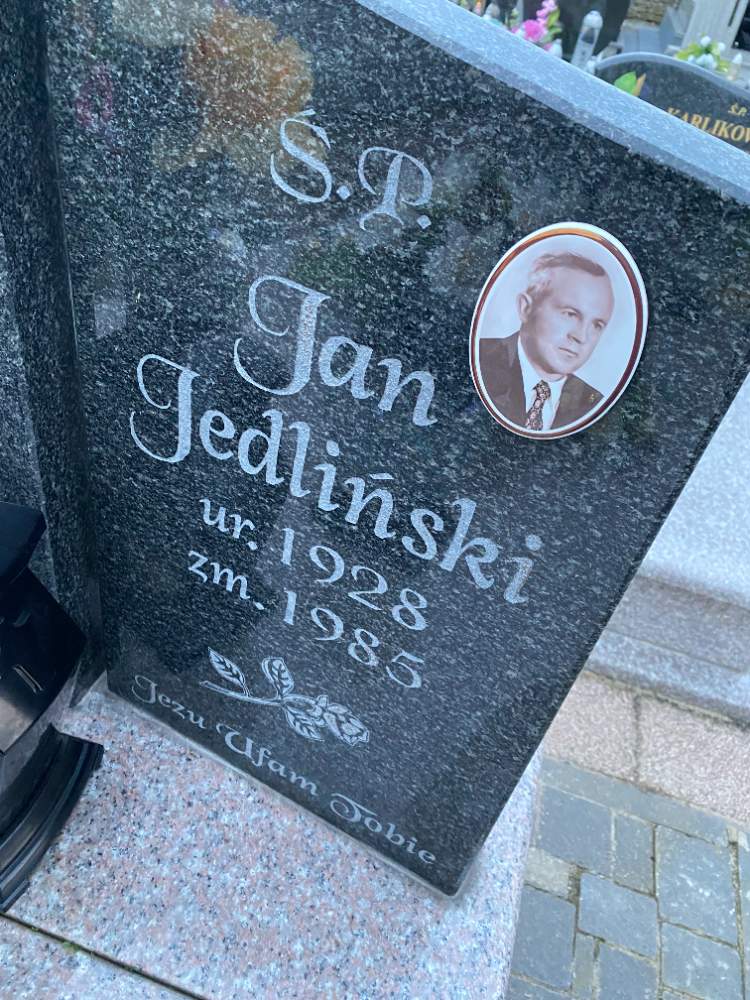 Ś.P.
Jan
Jedliński
ur. 1928
zm. 1985
Jezu Ufam Tobie
Ś.P.